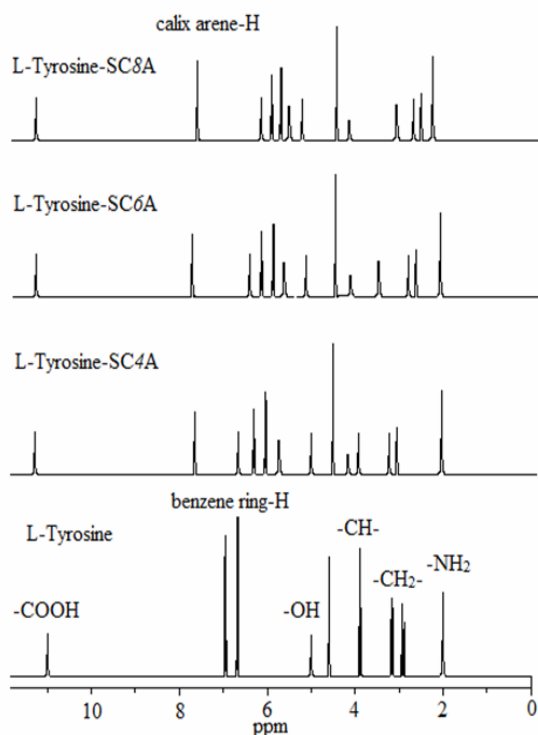 calix arene-H
L-Tyrosine-SC8A
L-Tyrosine-SC6A
L-Tyrosine-SC4A
benzene ring-H
L-Tyrosine
-CH-
-CH2-
-NH2
-COOH
-OH
10 8 6 4 2 0
ppm